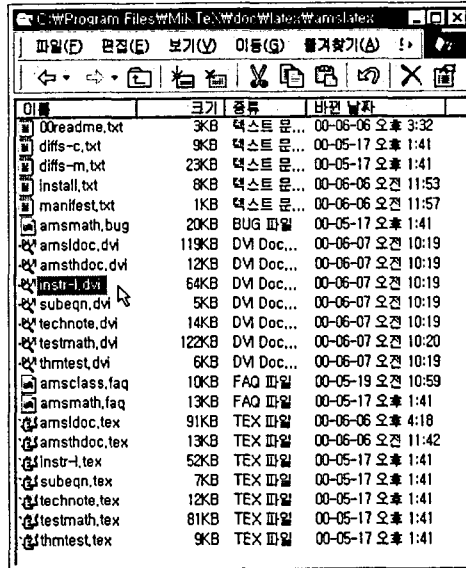 C:₩Program Files₩MiKTeX₩doc₩latex₩amslatex
파일(F) 편집(E) 보기(V) 이동(G) 즐겨찾기(A)
이름 크기 종류 바뀐 날짜
00readme.txt 3KB 텍스트 문... 00-06-06 오후 3:32
diffs-c.txt 9KB 텍스트 문... 00-05-17 오후 1:41
diffs-m.txt 23KB 텍스트 문... 00-05-17 오후 1:41
install.txt 8KB 텍스트 문... 00-06-06 오전 11:53
manifest.txt 1KB 텍스트 문... 00-06-06 오전 11:57
amsmath.bug 20KB BUG 파일 00-05-17 오후 1:41
amsldoc.dvi 119KB DVI Doc... 00-06-07 오전 10:19
amsthdoc.dvi 12KB DVI Doc... 00-06-07 오전 10:19
instr-l.dvi 64KB DVI Doc... 00-06-07 오전 10:19
subeqn.dvi 5KB DVI Doc... 00-06-07 오전 10:19
technote.dvi 14KB DVI Doc... 00-06-07 오전 10:19
testmath.dvi 122KB DVI Doc... 00-06-07 오전 10:20
thmtest.dvi 6KB DVI Doc... 00-06-07 오전 10:19
amsclass.faq 10KB FAQ 파일 00-05-19 오전 10:59
amsmath.faq 13KB FAQ 파일 00-05-17 오후 1:41
amsldoc.tex 91KB TEX 파일 00-06-06 오후 4:18
amsthdoc.tex 13KB TEX 파일 00-06-06 오전 11:42
instr-l.tex 52KB TEX 파일 00-05-17 오후 1:41
subeqn.tex 7KB TEX 파일 00-05-17 오후 1:41
technote.tex 12KB TEX 파일 00-05-17 오후 1:41
testmath.tex 81KB TEX 파일 00-05-17 오후 1:41
thmtest.tex 9KB TEX 파일 00-05-17 오후 1:41